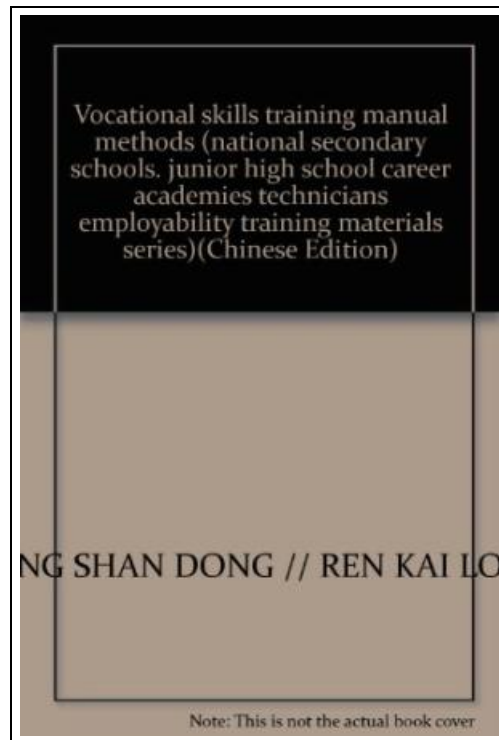 Vocational skills training manual
methods (national secondary
schools. junior high school career
academies technicians
employability training materials
series)(Chinese Edition)
NG SHAN DONG // REN KAI LO
Note: This is not the actual book cover